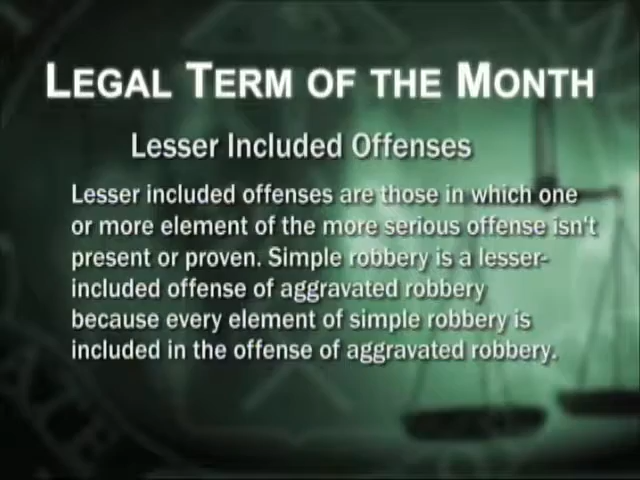 LEGAL TERM OF THE MONTH
Lesser Included Offenses
Lesser included offenses are those in which one
or more element of the more serious offense isn't
present or proven. Simple robbery is a lesser-
included offense of aggravated robbery
because every element of simple robbery is
included in the offense of aggravated robbery.